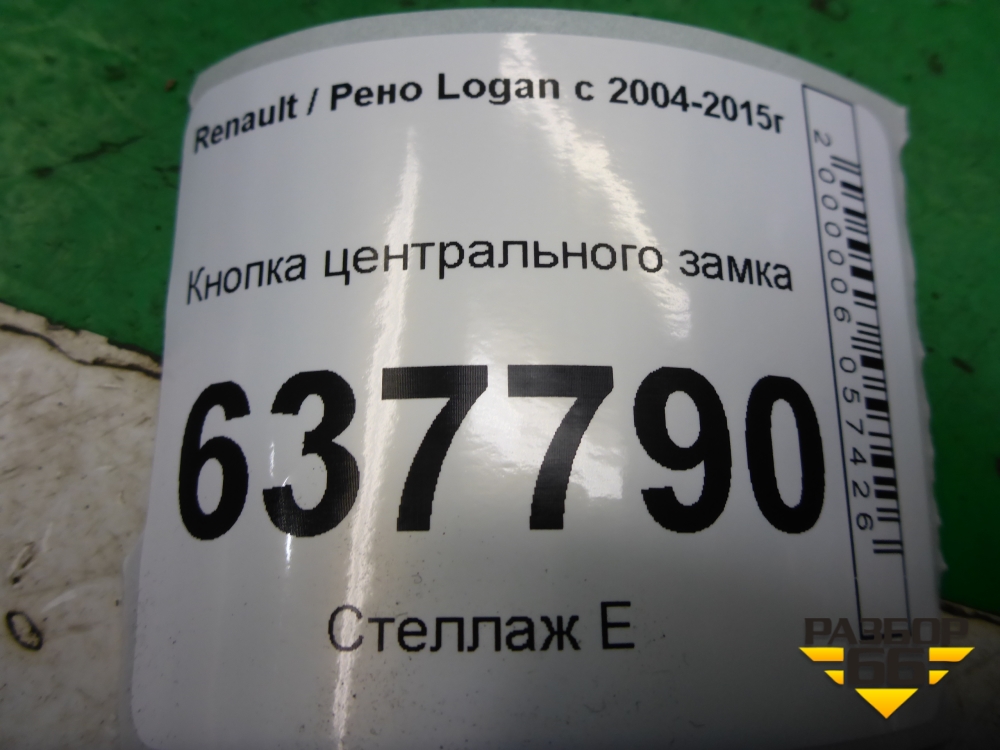 Renault / Рено Logan с 2004-2015г
Кнопка центрального замка
637790
Стеллаж Е
2000006057426
РАЗБОР
66